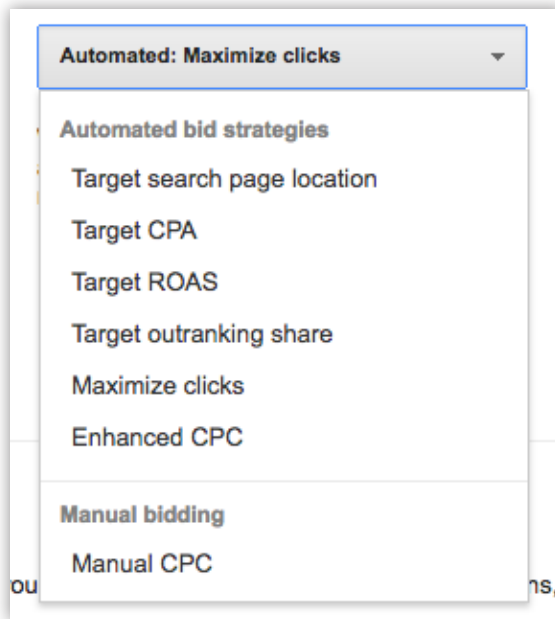 Automated: Maximize clicks
Automated bid strategies
Target search page location
Target CPA
Target ROAS
Target outranking share
Maximize clicks
Enhanced CPC
Manual bidding
Manual CPC